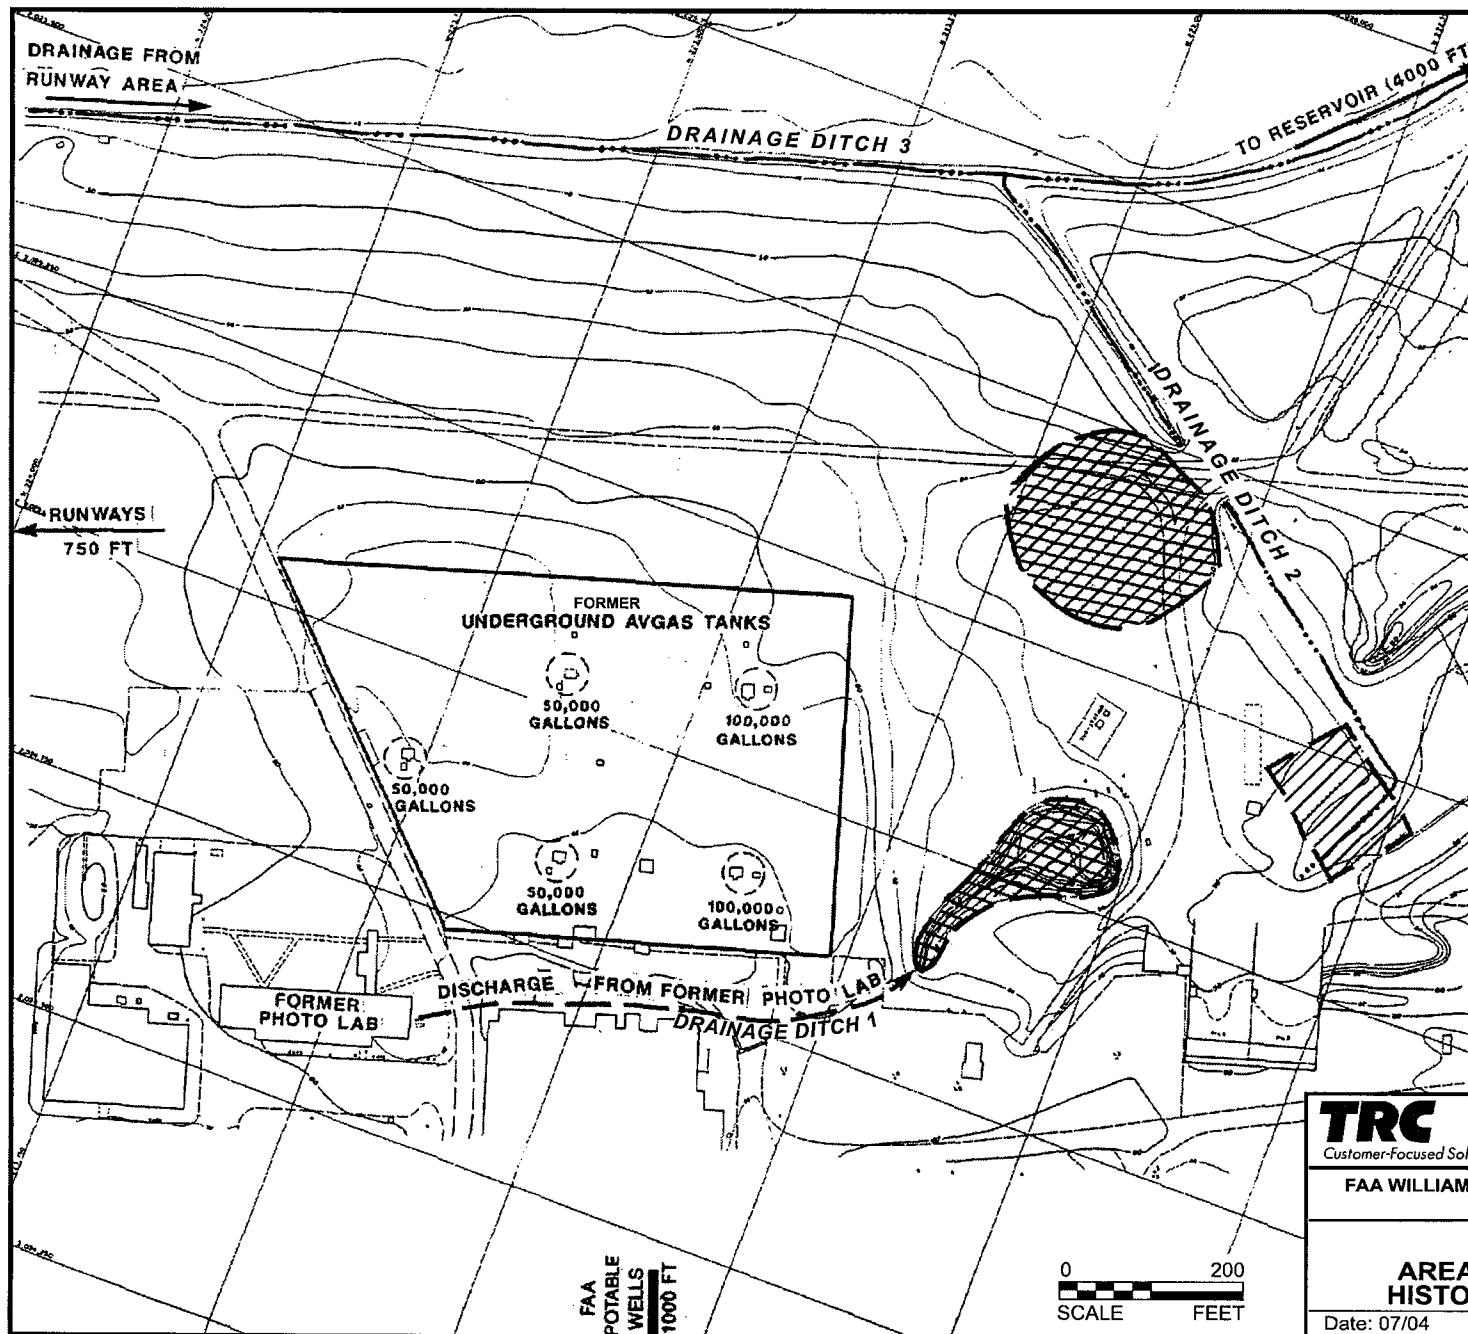 DRAINAGE FROM
RUNWAY AREA
DRAINAGE DITCH 3
TO RESERVOIR (4000 FT
DRAINAGE DITCH 2
RUNWAYS
750 FT
FORMER
UNDERGROUND AVGAS TANKS
50,000
GALLONS
100,000
GALLONS
50,000
GALLONS
50,000
GALLONS
100,000
GALLONS
FORMER
PHOTO LAB
DISCHARGE FROM FORMER PHOTO LAB
DRAINAGE DITCH 1
FAA
POTABLE
WELLS
1000 FT
0 200
SCALE FEET
TRC
Customer-Focused Sol
FAA WILLIAM
AREA
HISTO
Date: 07/04